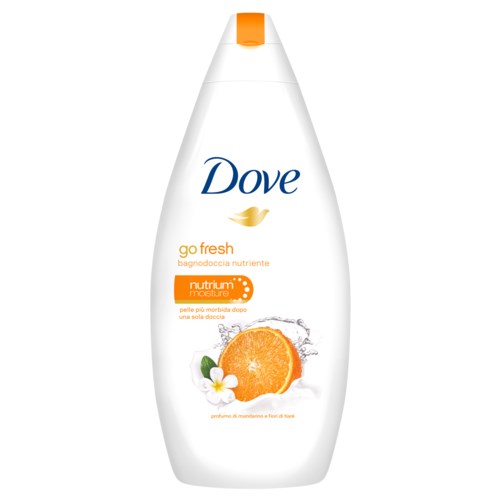 Dove
go fresh
bagnodoccia nutriente
nutrium
moisture
pelle più morbida dopo
una sola doccia
profumo di mandarino e fiori di tiaré